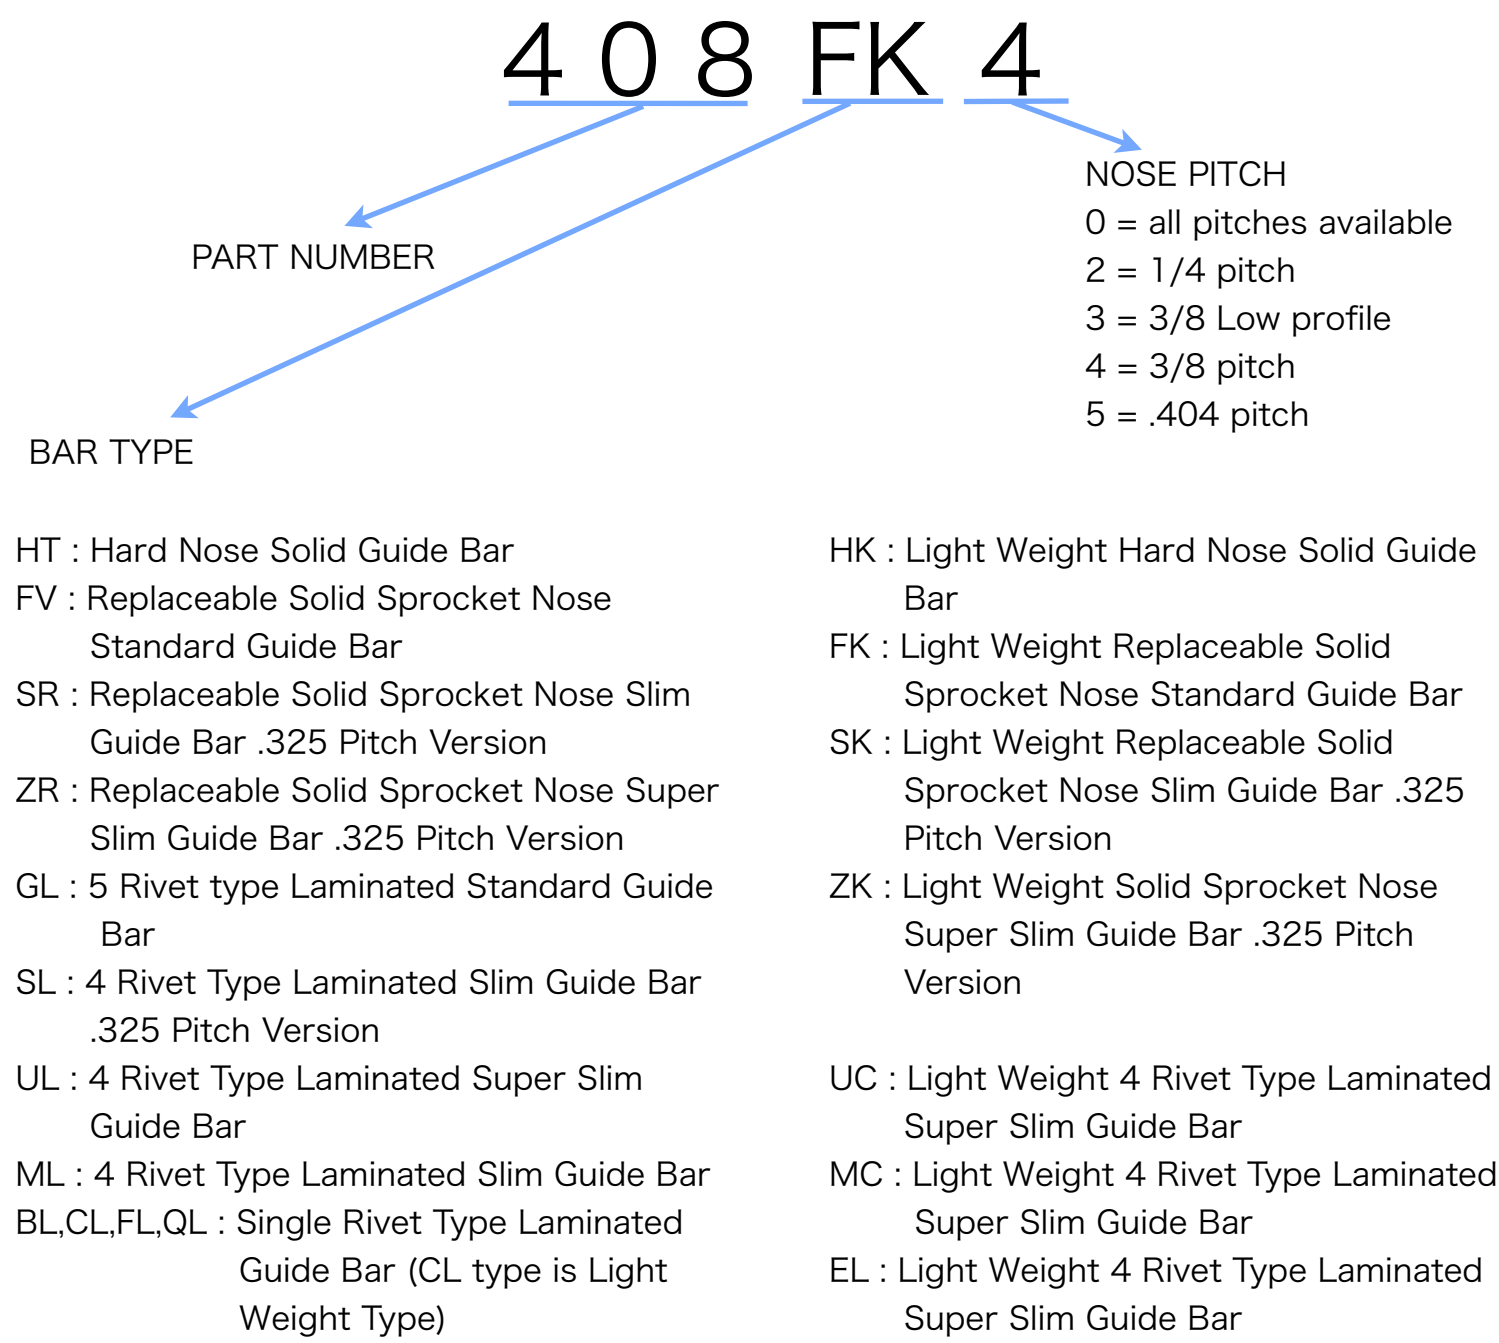 408 FK 4
NOSE PITCH
0 = all pitches available
2 = 1/4 pitch
3 = 3/8 Low profile
4 = 3/8 pitch
5 = .404 pitch
PART NUMBER
BAR TYPE
HT : Hard Nose Solid Guide Bar
FV : Replaceable Solid Sprocket Nose
Standard Guide Bar
SR : Replaceable Solid Sprocket Nose Slim
Guide Bar .325 Pitch Version
ZR : Replaceable Solid Sprocket Nose Super
Slim Guide Bar .325 Pitch Version
GL : 5 Rivet type Laminated Standard Guide
Bar
SL : 4 Rivet Type Laminated Slim Guide Bar
.325 Pitch Version
UL : 4 Rivet Type Laminated Super Slim
Guide Bar
ML : 4 Rivet Type Laminated Slim Guide Bar
BL,CL,FL,QL : Single Rivet Type Laminated
Guide Bar (CL type is Light
Weight Type)
HK : Light Weight Hard Nose Solid Guide
Bar
FK : Light Weight Replaceable Solid
Sprocket Nose Standard Guide Bar
SK : Light Weight Replaceable Solid
Sprocket Nose Slim Guide Bar .325
Pitch Version
ZK : Light Weight Solid Sprocket Nose
Super Slim Guide Bar .325 Pitch
Version
UC : Light Weight 4 Rivet Type Laminated
Super Slim Guide Bar
MC : Light Weight 4 Rivet Type Laminated
Super Slim Guide Bar
EL : Light Weight 4 Rivet Type Laminated
Super Slim Guide Bar